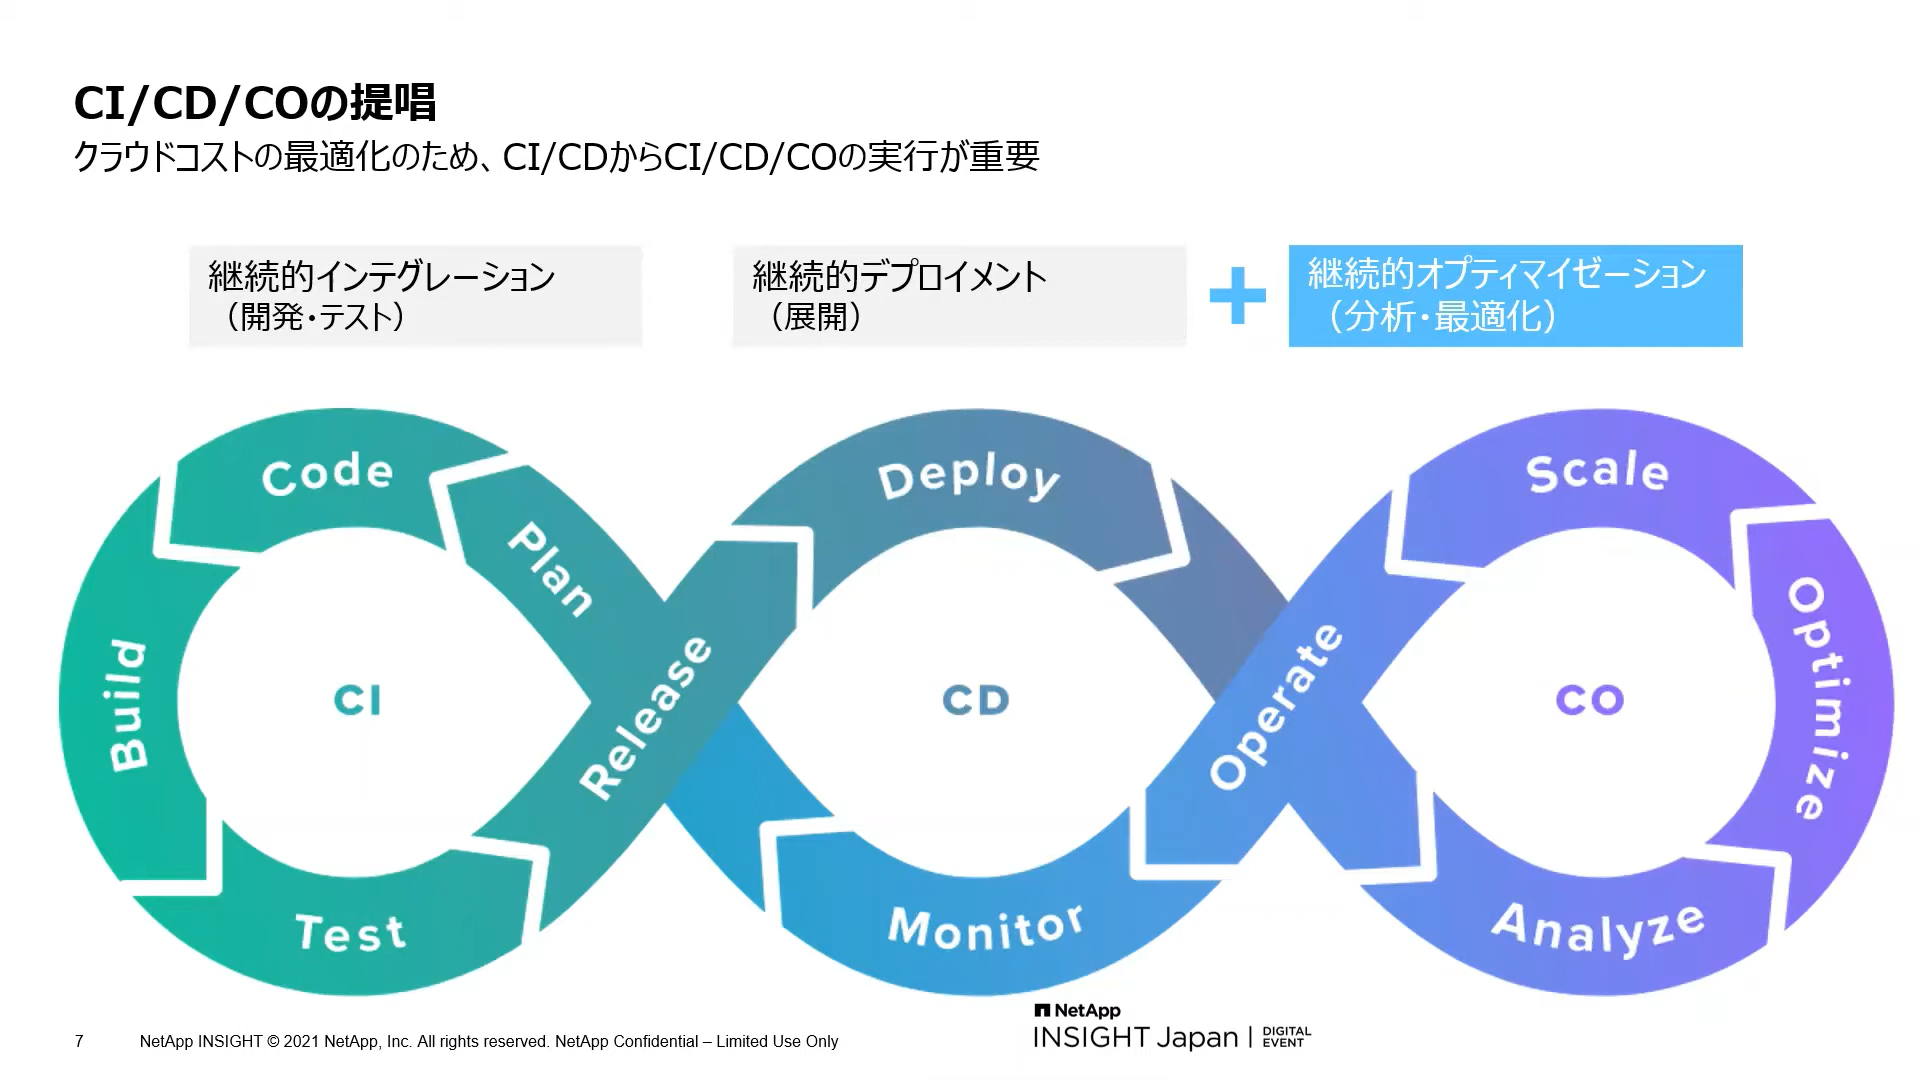 CI/CD/COの提唱
クラウドコストの最適化のため、CI/CDからCI/CD/COの実行が重要
継続的インテグレーション
（開発・テスト）
継続的デプロイメント
（展開）
+
継続的オプティマイゼーション
（分析・最適化）
Code
Plan
Build
CI
Test
Release
Deploy
CD
Monitor
Operate
Scale
Optimize
CO
Analyze
7
NetApp INSIGHT © 2021 NetApp, Inc. All rights reserved. NetApp Confidential – Limited Use Only
NetApp
INSIGHT Japan | DIGITAL EVENT